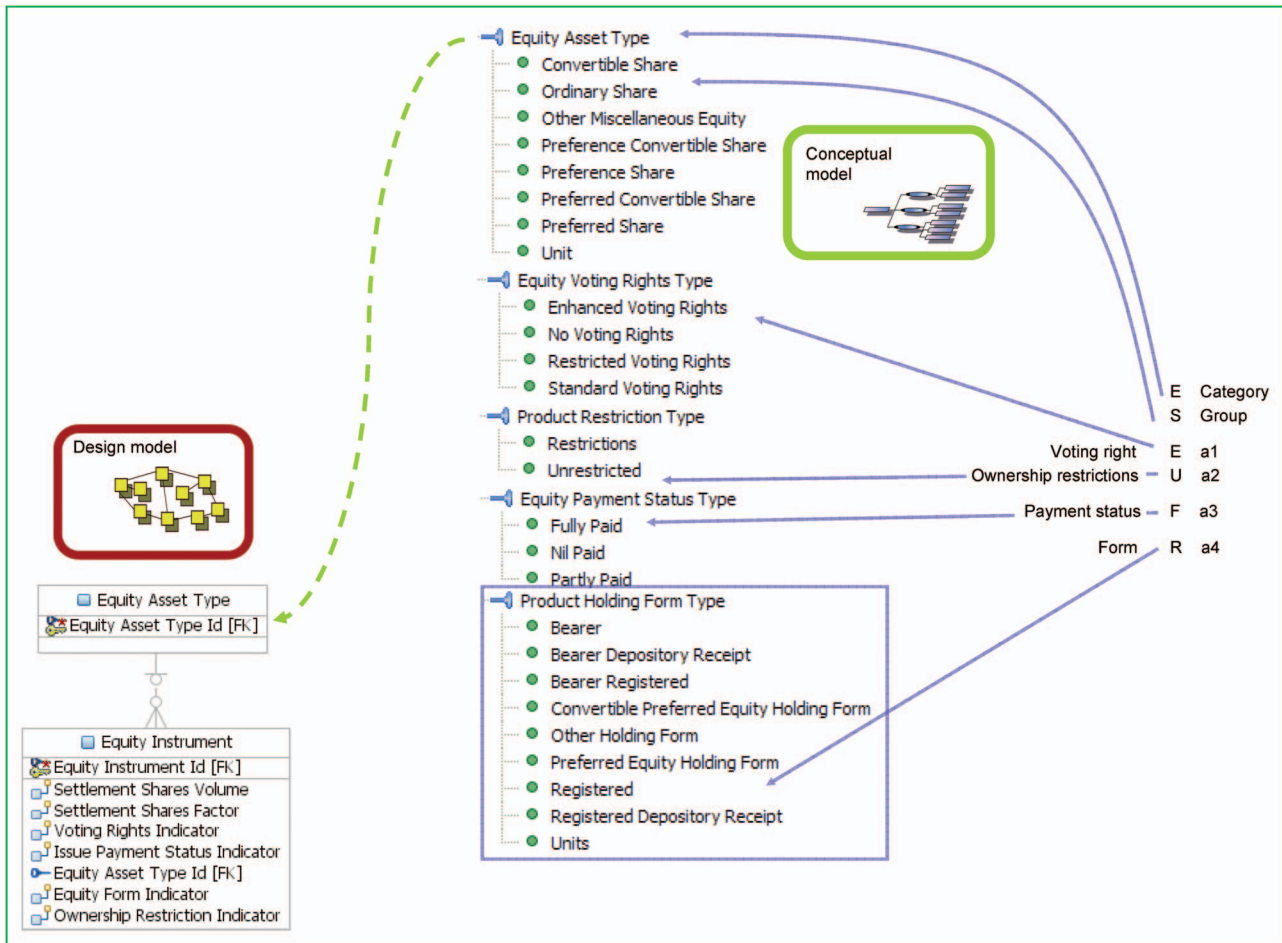 Equity Asset Type
Convertible Share
Ordinary Share
Other Miscellaneous Equity
Preference Convertible Share
Preference Share
Preferred Convertible Share
Preferred Share
Unit
Equity Voting Rights Type
Enhanced Voting Rights
No Voting Rights
Restricted Voting Rights
Standard Voting Rights
Product Restriction Type
Restrictions
Unrestricted
Equity Payment Status Type
Fully Paid
Nil Paid
Partly Paid
Product Holding Form Type
Bearer
Bearer Depository Receipt
Bearer Registered
Convertible Preferred Equity Holding Form
Other Holding Form
Preferred Equity Holding Form
Registered
Registered Depository Receipt
Units
Conceptual
model
E Category
S Group
Voting right E a1
Ownership restrictions U a2
Payment status F a3
Form R a4
Design model
Equity Asset Type
Equity Asset Type Id [FK]
Equity Instrument
Equity Instrument Id [FK]
Settlement Shares Volume
Settlement Shares Factor
Voting Rights Indicator
Issue Payment Status Indicator
Equity Asset Type Id [FK]
Equity Form Indicator
Ownership Restriction Indicator